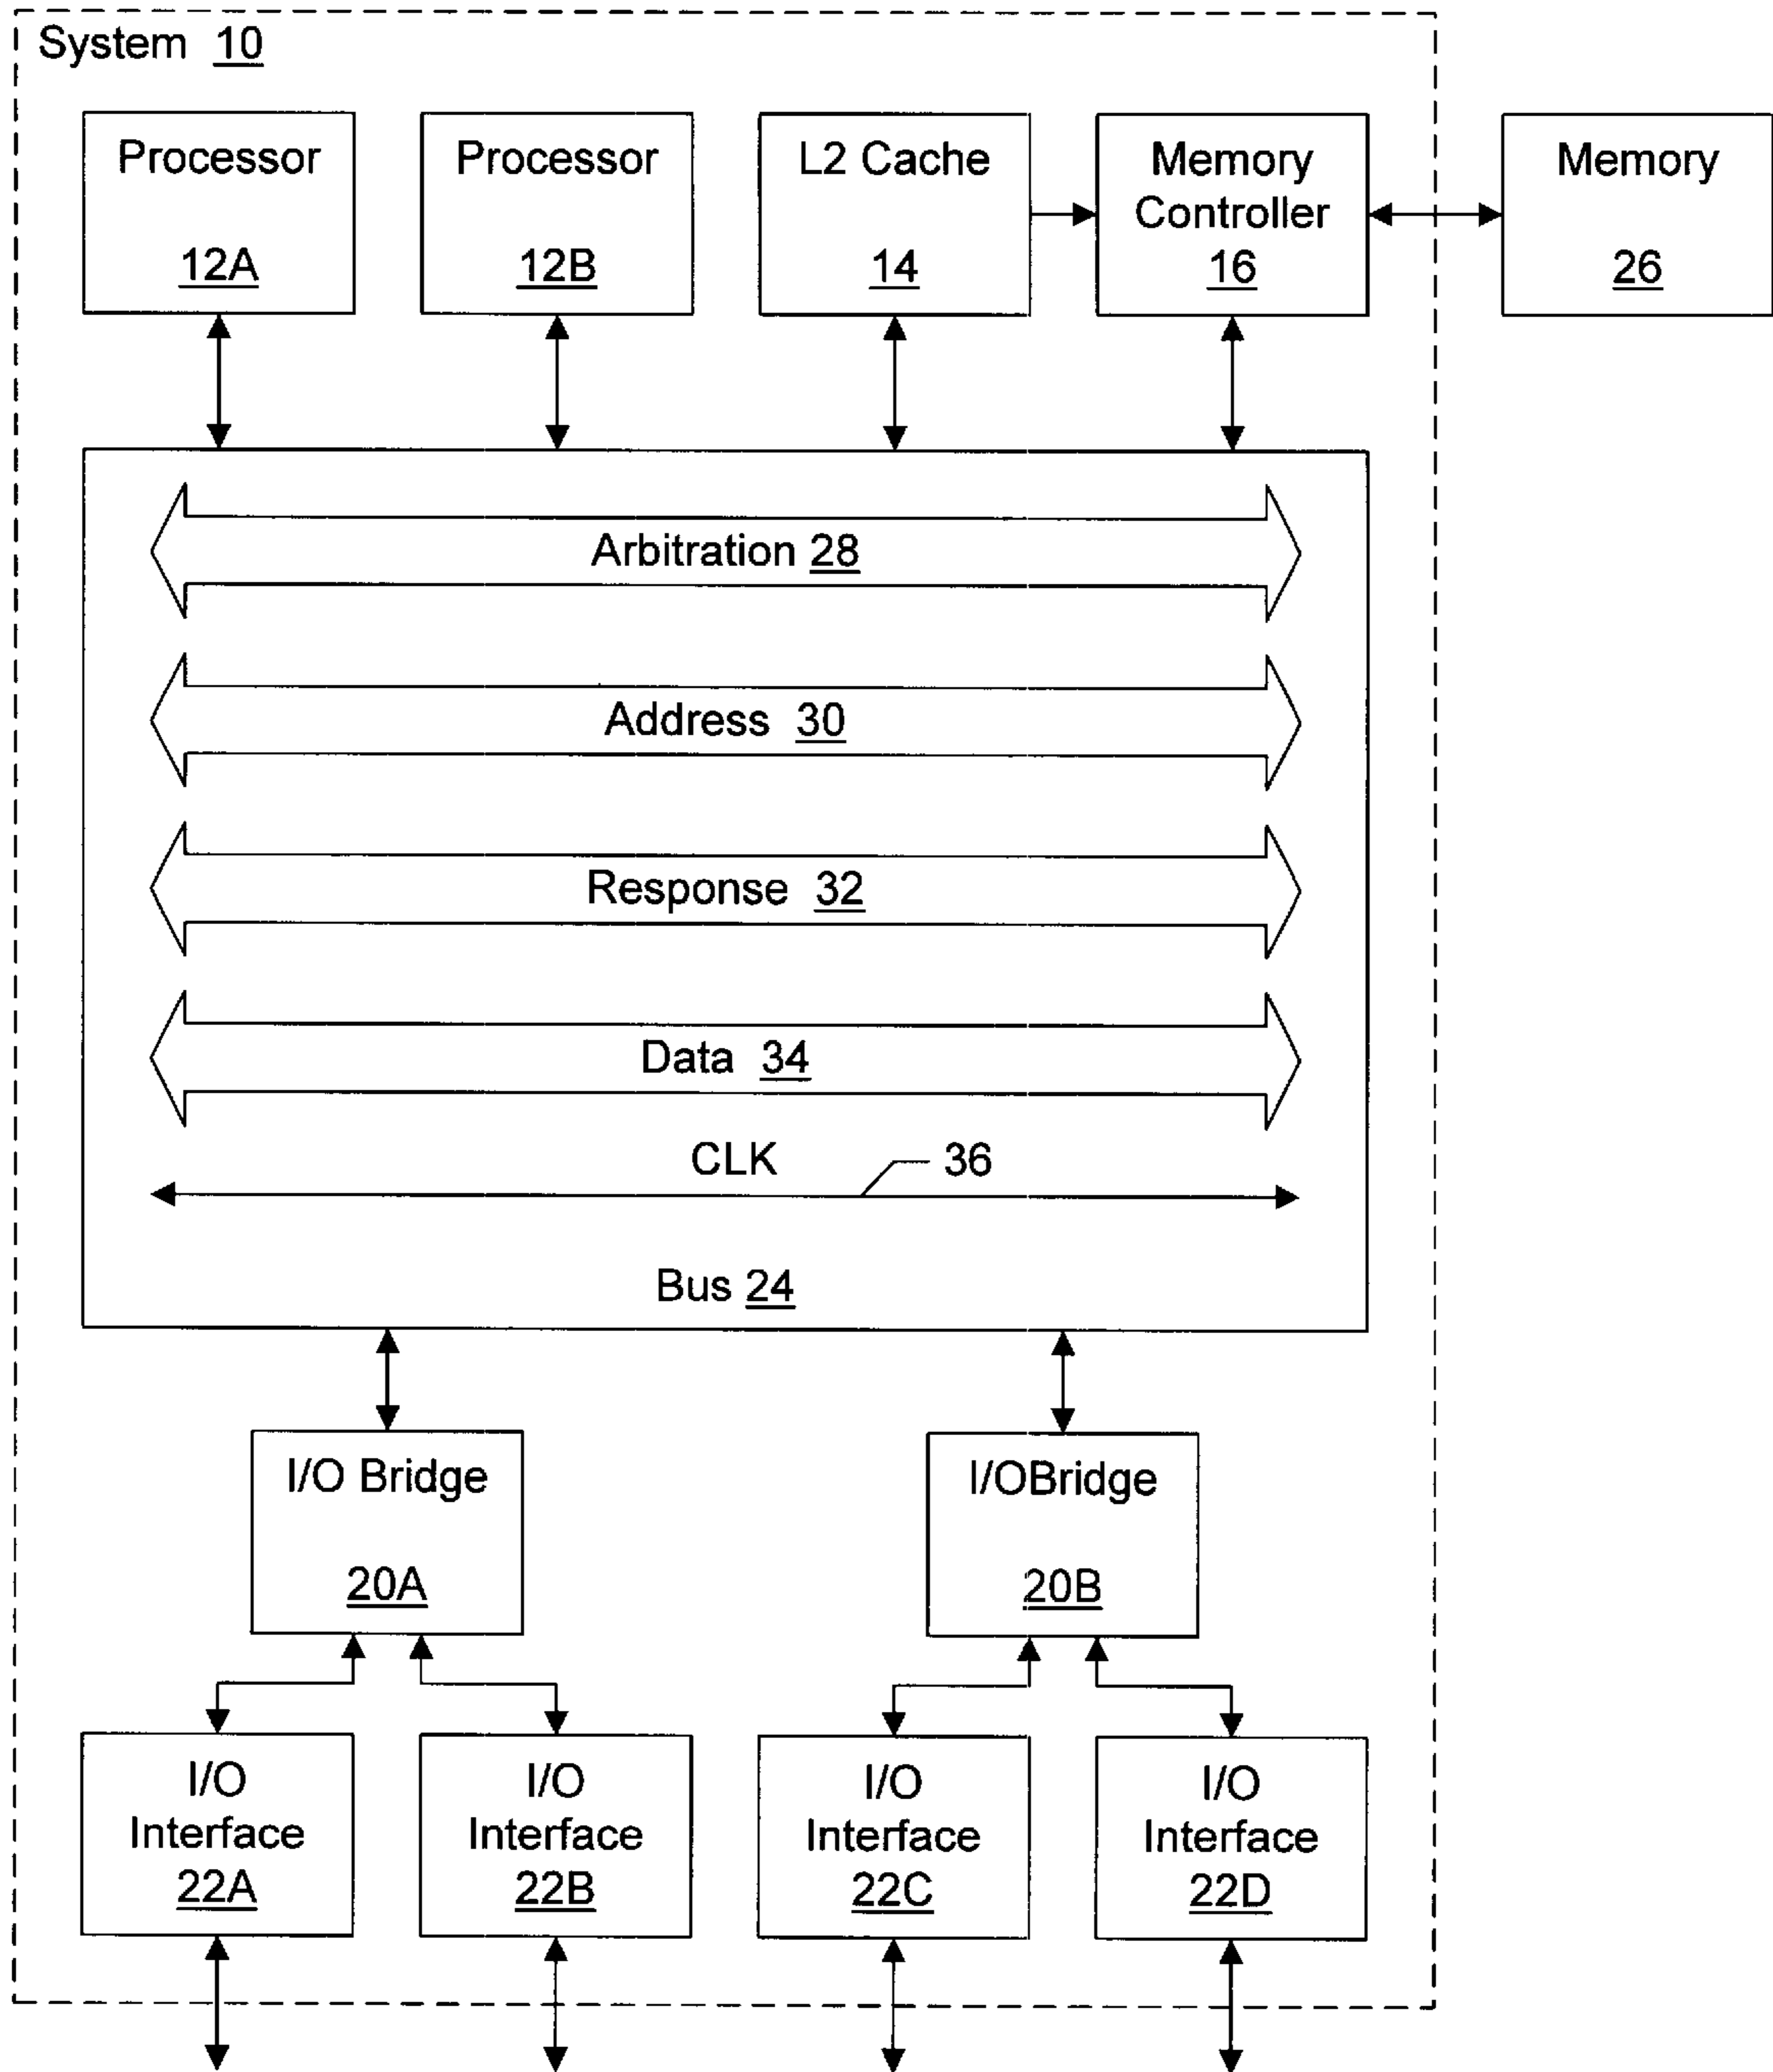 System 10
Processor
12A
Processor
12B
L2 Cache
14
Memory
Controller
16
Memory
26
Arbitration 28
Address 30
Response 32
Data 34
CLK
36
Bus 24
I/O Bridge
20A
I/OBridge
20B
I/O
Interface
22A
I/O
Interface
22B
I/O
Interface
22C
I/O
Interface
22D